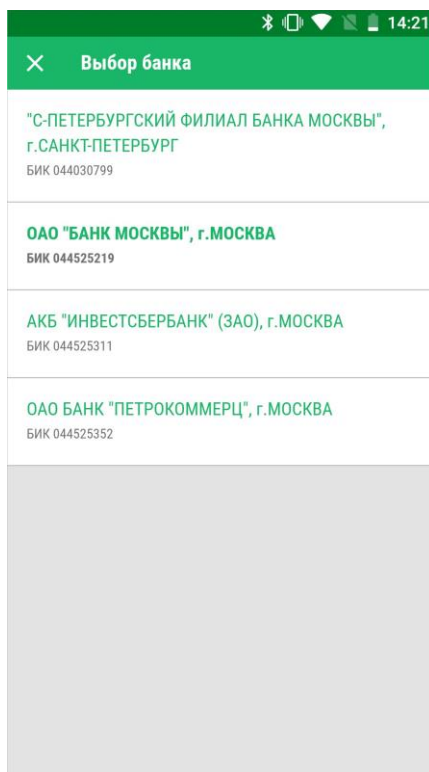 14:21
Выбор банка
"С-ПЕТЕРБУРГСКИЙ ФИЛИАЛ БАНКА МОСКВЫ",
г.САНКТ-ПЕТЕРБУРГ
БИК 044030799
ОАО "БАНК МОСКВЫ", г.МОСКВА
БИК 044525219
АКБ "ИНВЕСТСБЕРБАНК" (ЗАО), г.МОСКВА
БИК 044525311
ОАО БАНК "ПЕТРОКОММЕРЦ", г.МОСКВА
БИК 044525352